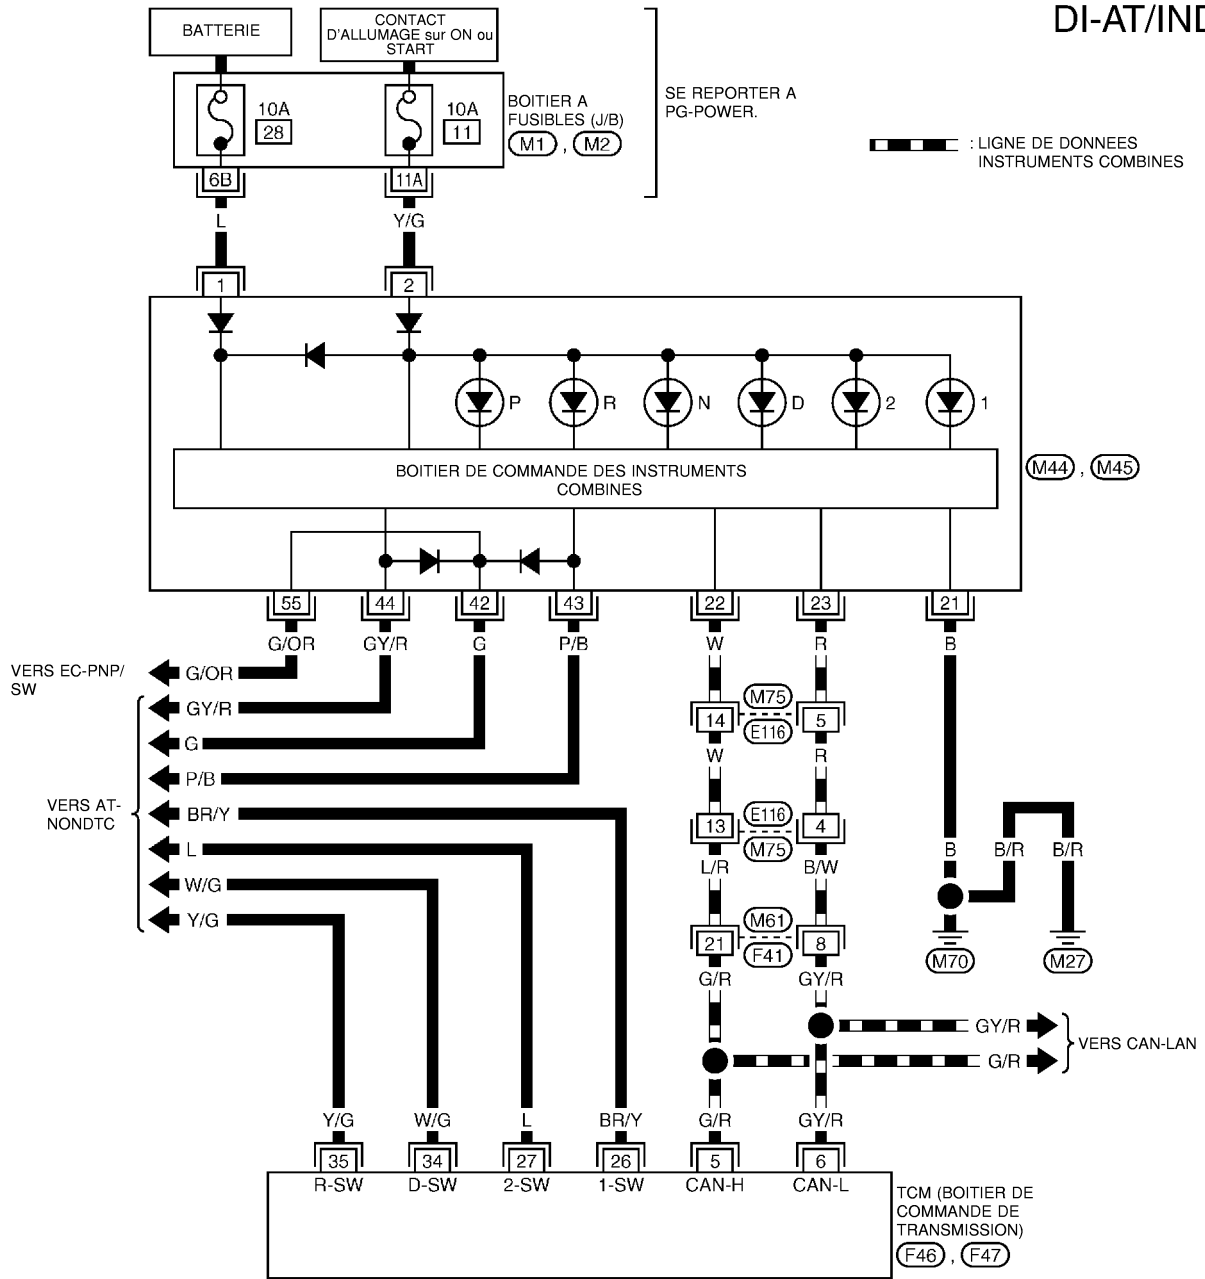 DI-AT/IND
BATTERIE
CONTACT
D'ALLUMAGE sur ON ou
START
10A
28
10A
11
BOITIER A
FUSIBLES (J/B)
M1 , M2
SE REPORTER A
PG-POWER.
: LIGNE DE DONNEES
INSTRUMENTS COMBINES
6B
11A
L
Y/G
1
2
P
R
N
D
2
1
BOITIER DE COMMANDE DES INSTRUMENTS
COMBINES
M44 , M45
55
44
42
43
22
23
21
G/OR
GY/R
G
P/B
W
R
B
VERS EC-PNP/
SW
G/OR
GY/R
G
P/B
VERS AT-
NONDTC
BR/Y
L
W/G
Y/G
14
M75
E116
5
W
R
13
E116
M75
4
L/R
B/W
B
B/R
B/R
21
M61
F41
8
M70
M27
G/R
GY/R
GY/R
G/R
VERS CAN-LAN
Y/G
W/G
L
BR/Y
G/R
GY/R
35
34
27
26
5
6
R-SW
D-SW
2-SW
1-SW
CAN-H
CAN-L
TCM (BOITIER DE
COMMANDE DE
TRANSMISSION)
F46 , F47